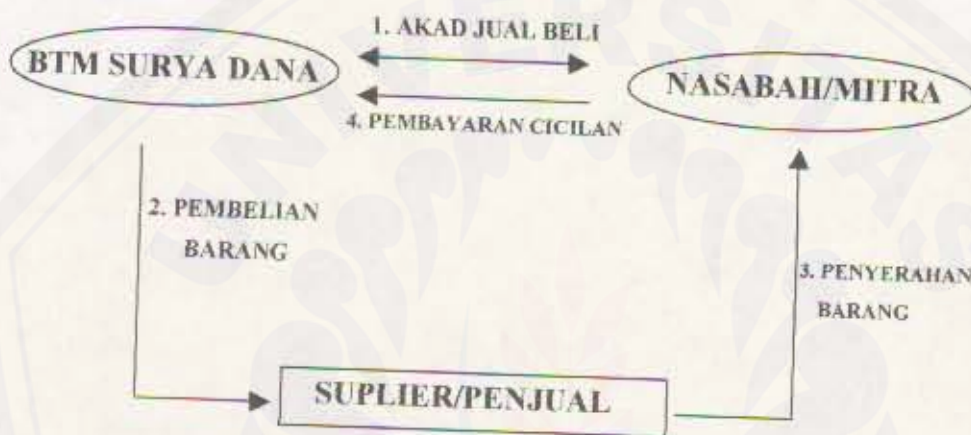 1. AKAD JUAL BELI
BTM SURYA DANA
NASABAH/MITRA
4. PEMBAYARAN CICILAN
2. PEMBELIAN
BARANG
3. PENYERAHAN
BARANG
SUPLIER/PENJUAL
UNIVERSITAS